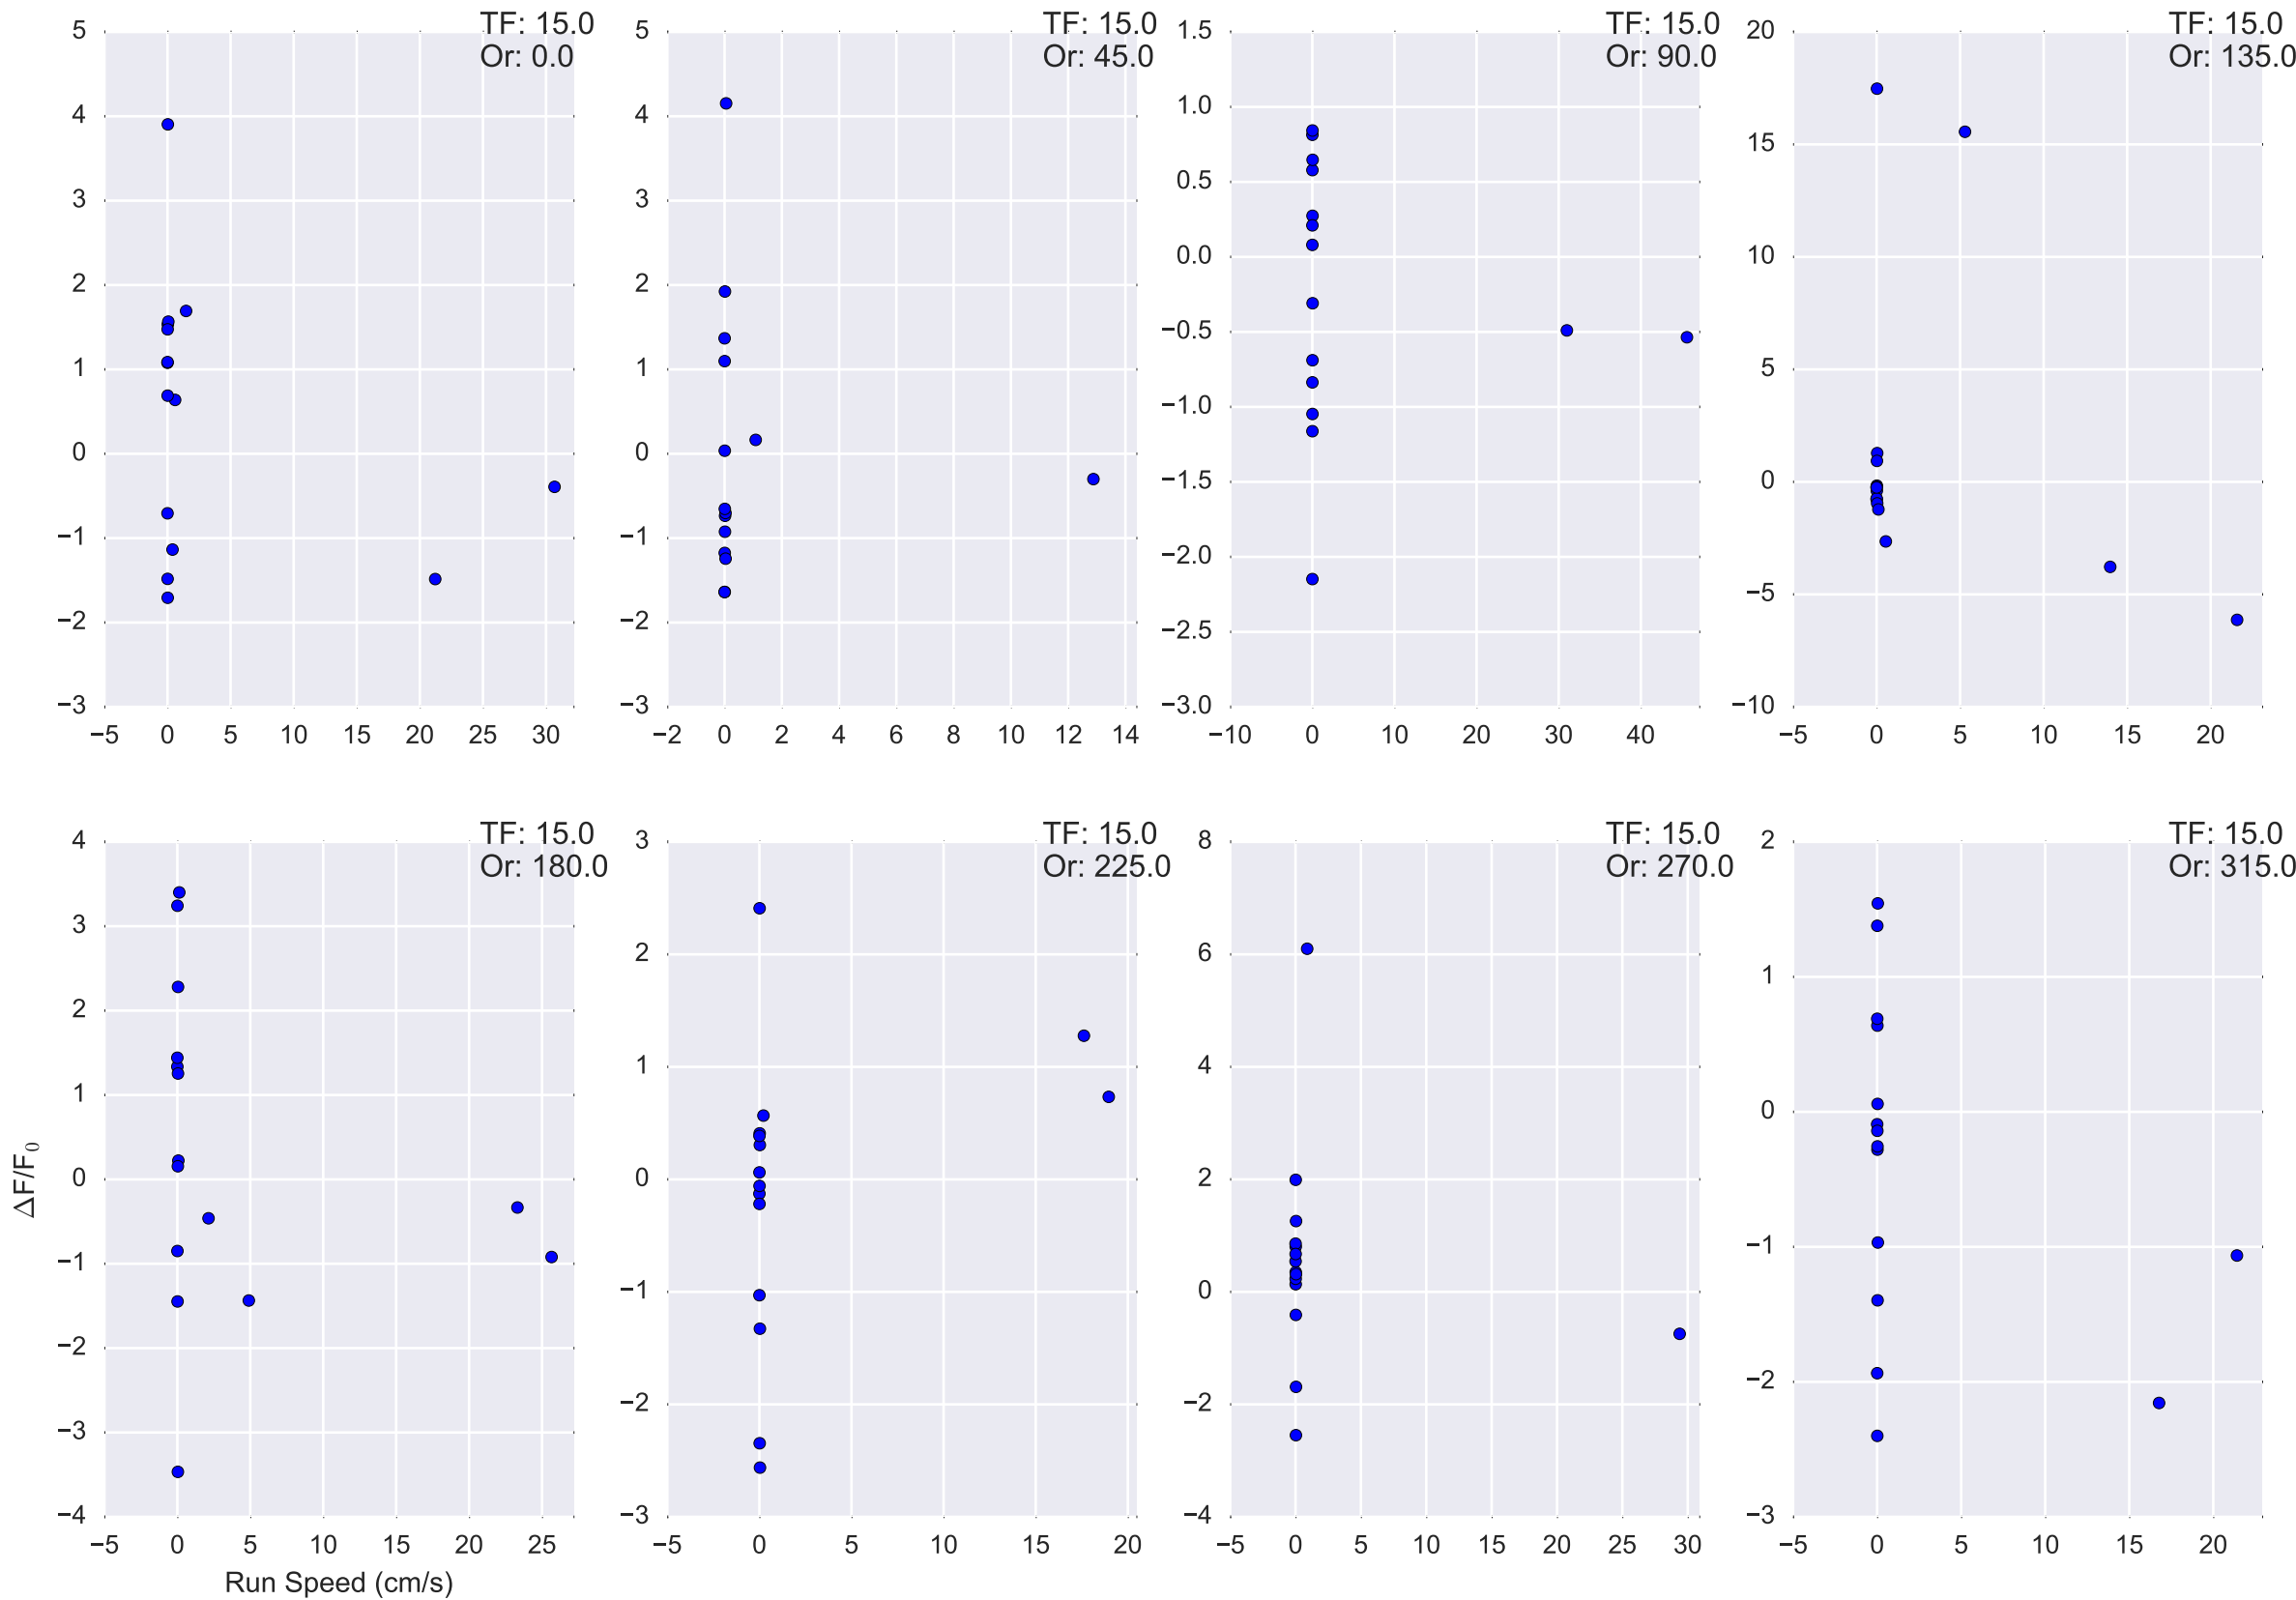 TF: 15.0
Or: 0.0
5
4
3
2
1
0
−1
−2
−3
−5 0 5 10 15 20 25 30
TF: 15.0
Or: 45.0
5
4
3
2
1
0
−1
−2
−3
−2 0 2 4 6 8 10 12 14
TF: 15.0
Or: 90.0
1.5
1.0
0.5
0.0
−0.5
−1.0
−1.5
−2.0
−2.5
−3.0
−10 0 10 20 30 40
TF: 15.0
Or: 135.0
20
15
10
5
0
−5
−10
−5 0 5 10 15 20
TF: 15.0
Or: 180.0
4
3
2
1
0
−1
−2
−3
−4
−5 0 5 10 15 20 25
Run Speed (cm/s)
ΔF/F₀
TF: 15.0
Or: 225.0
3
2
1
0
−1
−2
−3
−5 0 5 10 15 20
TF: 15.0
Or: 270.0
8
6
4
2
0
−2
−4
−5 0 5 10 15 20 25 30
TF: 15.0
Or: 315.0
2
1
0
−1
−2
−3
−5 0 5 10 15 20